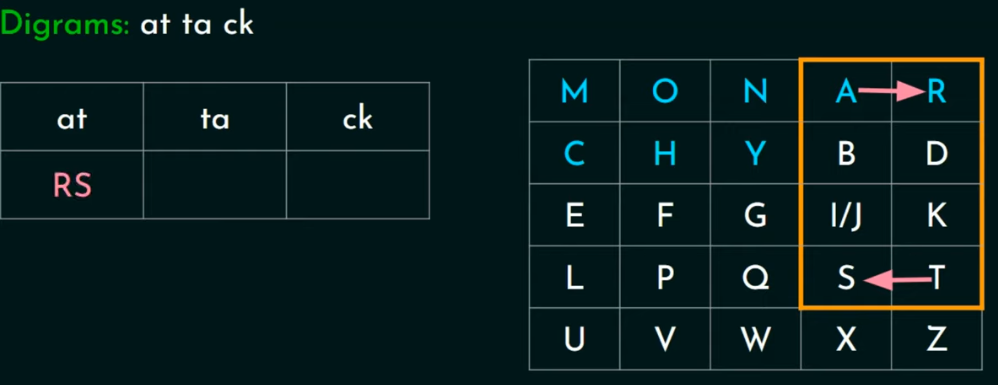 Digrams: at ta ck
at ta ck
RS
M O N A R
C H Y B D
E F G I/J K
L P Q S T
U V W X Z